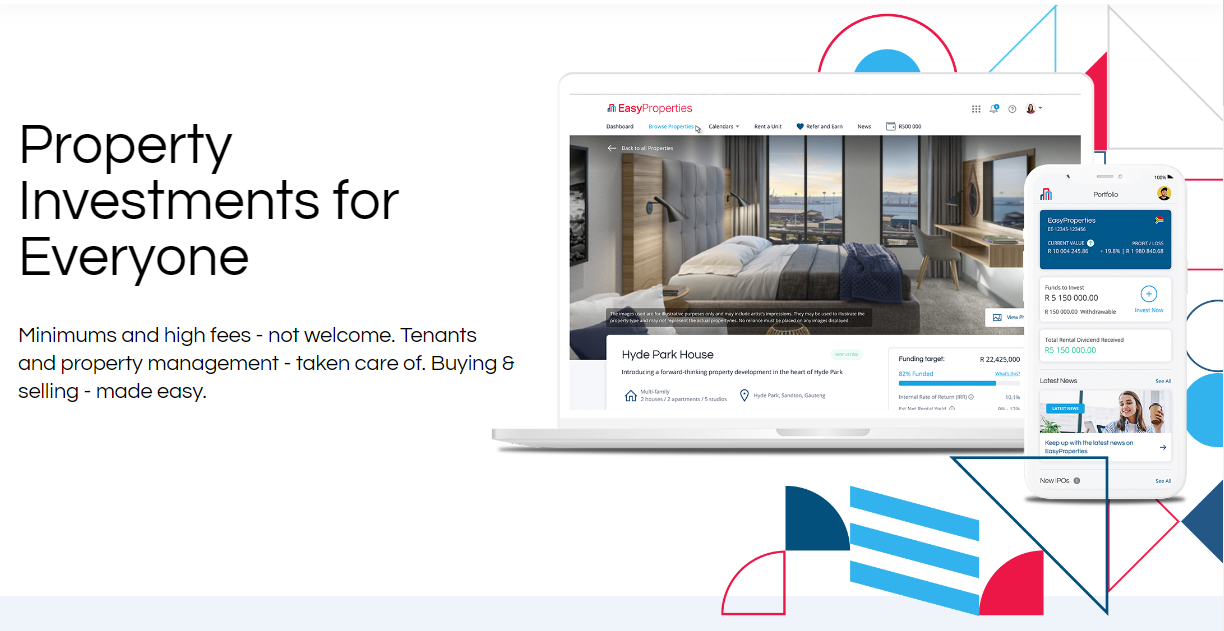 Property
Investments for
Everyone
Minimums and high fees - not welcome. Tenants
and property management - taken care of. Buying &
selling - made easy.
EasyProperties
Dashboard
Browse Properties
Calendars
Rent a Unit
Refer and Earn
News
R500 000
Back to all Properties
The images used are for illustrative purposes only and may include artist's impressions. They may be used to illustrate the
property type and may not represent the actual properties. No reliance must be placed on any images displayed.
View
Hyde Park House
Introducing a forward-thinking property development in the heart of Hyde Park
Multi-family
2 houses / 2 apartments / 5 studios
Hyde Park, Sandton, Gauteng
Funding target: R 22,425,000
82% Funded What's this?
Internal Rate of Return (IRR) 10,1%
Est Net Rental Yield
100%
Portfolio
EasyProperties
EE-12345-123456
CURRENT VALUE PROFIT / LOSS
R 10 004 245.86 + 19.8% | R 1 980 840.68
Funds to Invest
R 5 150 000.00
R 150 000.00 Withdrawable
Invest Now
Total Rental Dividend Received
R5 150 000.00
Latest News See All
LATEST NEWS
Keep up with the latest news on
EasyProperties
New IPOs See All